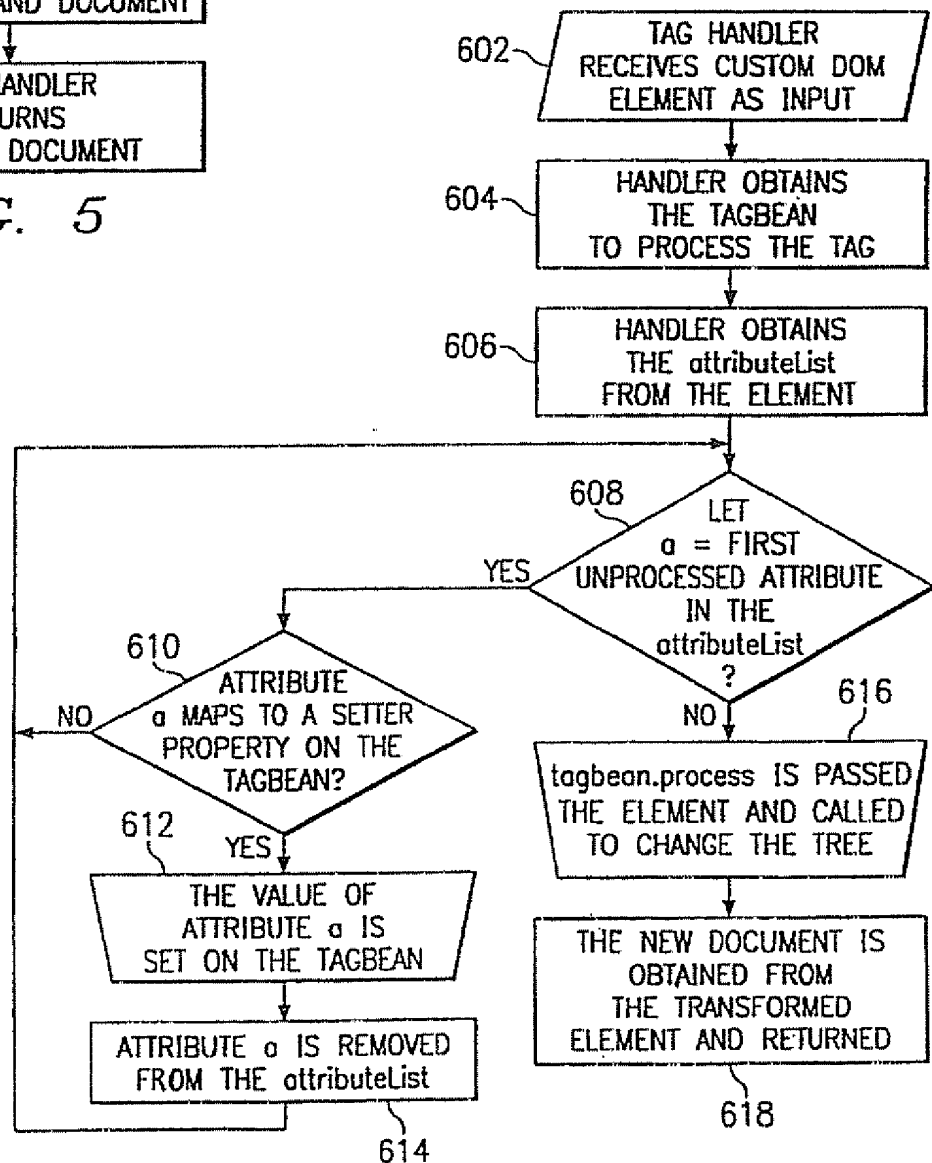 AND DOCUMENT
ANDLER
URNS
DOCUMENT
G. 5
602
TAG HANDLER
RECEIVES CUSTOM DOM
ELEMENT AS INPUT
604
HANDLER OBTAINS
THE TAGBEAN
TO PROCESS THE TAG
606
HANDLER OBTAINS
THE attributeList
FROM THE ELEMENT
608
LET
a = FIRST
UNPROCESSED ATTRIBUTE
IN THE
attributeList
?
YES
NO
610
ATTRIBUTE
a MAPS TO A SETTER
PROPERTY ON THE
TAGBEAN?
NO
YES
612
THE VALUE OF
ATTRIBUTE a IS
SET ON THE TAGBEAN
ATTRIBUTE a IS REMOVED
FROM THE attributeList
614
616
tagbean.process IS PASSED
THE ELEMENT AND CALLED
TO CHANGE THE TREE
THE NEW DOCUMENT IS
OBTAINED FROM
THE TRANSFORMED
ELEMENT AND RETURNED
618